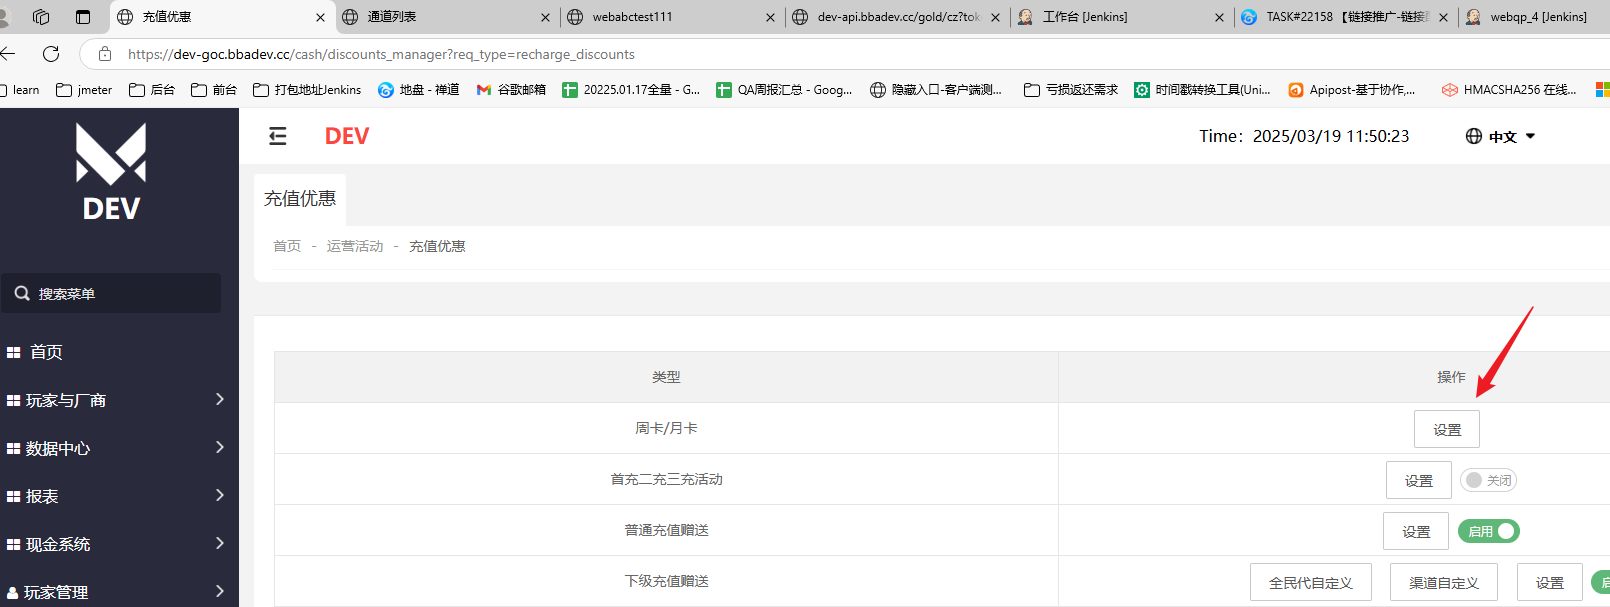 充值优惠
通道列表
webabctest111
dev-api.bbadev.cc/gold/cz?tok
工作台 [Jenkins]
TASK#22158 【链接推广-链接
webqp_4 [Jenkins]
https://dev-goc.bbadev.cc/cash/discounts_manager?req_type=recharge_discounts
learn
jmeter
后台
前台
打包地址Jenkins
地盘 - 禅道
谷歌邮箱
20225.01.17全量 - G...
QA周报汇总 - Goog...
隐藏入口-客户端测...
亏损返还需求
时间戳转换工具(Uni...
Apipost-基于协作,...
HMACSHA256 在线...
DEV
DEV
Time: 2025/03/19 11:50:23
中文
充值优惠
首页 - 运营活动 - 充值优惠
搜索菜单
首页
玩家与厂商
数据中心
报表
现金系统
玩家管理
类型 操作
周卡/月卡 设置
首充二充三充活动 设置 关闭
普通充值赠送 设置 启用
下级充值赠送 全民代自定义 渠道自定义 设置